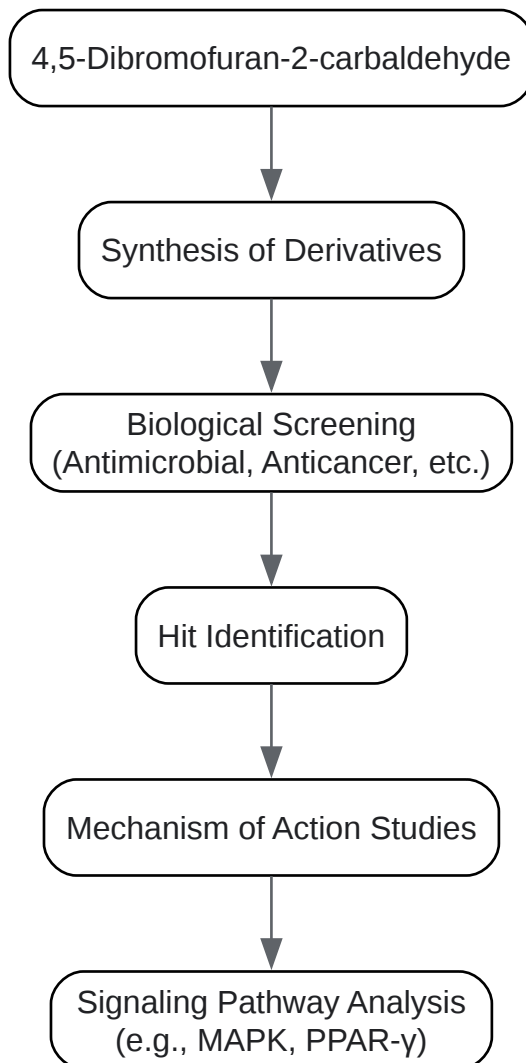 4,5-Dibromofuran-2-carbaldehyde
Synthesis of Derivatives
Biological Screening
(Antimicrobial, Anticancer, etc.)
Hit Identification
Mechanism of Action Studies
Signaling Pathway Analysis
(e.g., MAPK, PPAR-γ)